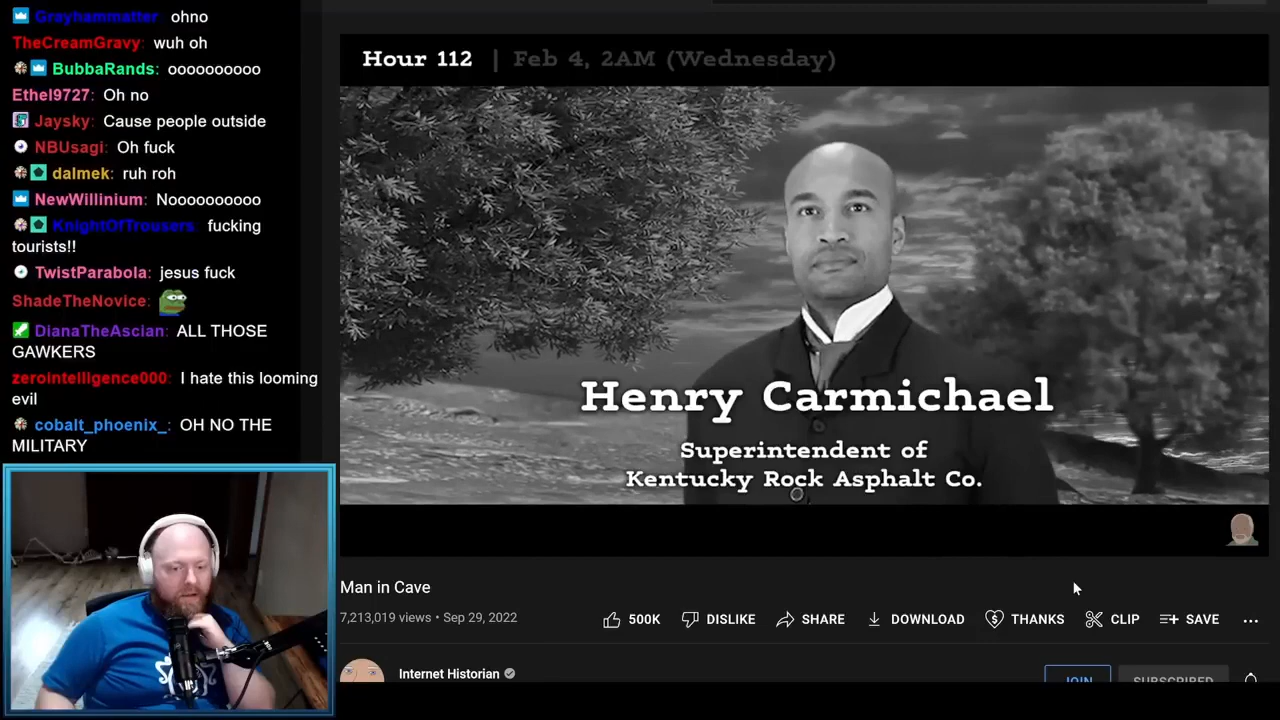 Grayhammatter ohno
TheCreamGravy: wuh oh
BubbaRands: oooooooooo
Ethel9727: Oh no
Jaysky: Cause people outside
NBUsagi: Oh fuck
dalmek: ruh roh
NewWillinium: Noooooooooo
KnightOfTrousers fucking
tourists!!
TwistParabola: jesus fuck
ShadeTheNovice:
DianaTheAscian: ALL THOSE
GAWKERS
zerointelligence000: I hate this looming
evil
cobalt_phoenix_: OH NO THE
MILITARY
Hour 112 | Feb 4, 2AM (Wednesday)
Henry Carmichael
Superintendent of
Kentucky Rock Asphalt Co.
Man in Cave
7,213,019 views • Sep 29, 2022
500K DISLIKE SHARE DOWNLOAD THANKS CLIP SAVE ...
Internet Historian
JOIN SUBSCRIBED